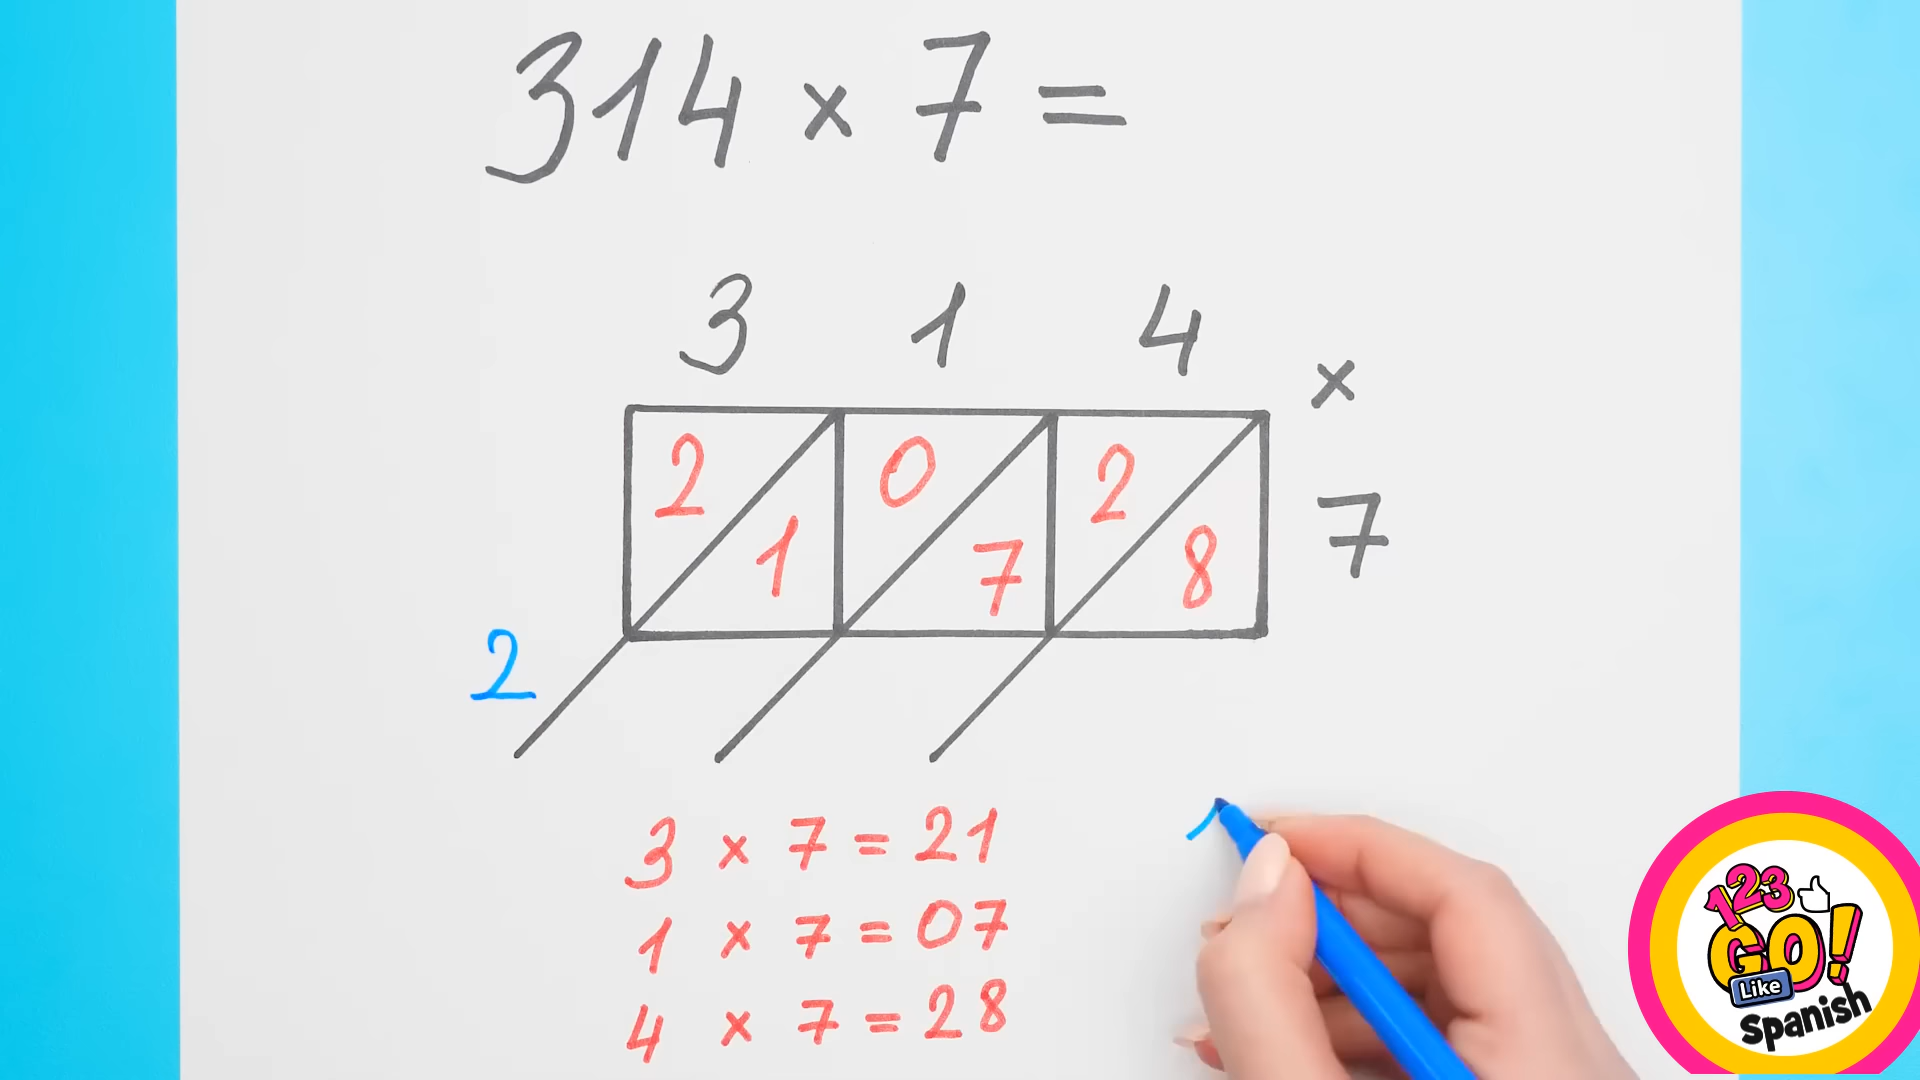 314 × 7 =
3 1 4 ×
2 1 0 7 2 8 7
2
3 × 7 = 21
1 × 7 = 07
4 × 7 = 28
123
GO!
Like
Spanish